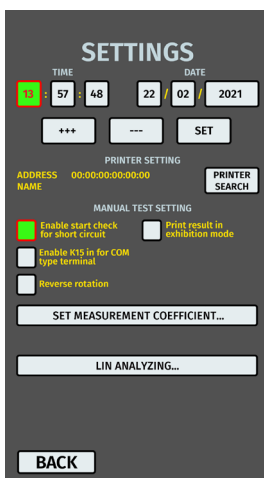 SETTINGS
TIME DATE
13 : 57 : 48 22 / 02 / 2021
+++ --- SET
PRINTER SETTING
ADDRESS 00:00:00:00:00:00
NAME
PRINTER
SEARCH
MANUAL TEST SETTING
Enable start check
for short circuit
Print result in
exhibition mode
Enable K15 in for COM
type terminal
Reverse rotation
SET MEASUREMENT COEFFICIENT...
LIN ANALYZING...
BACK